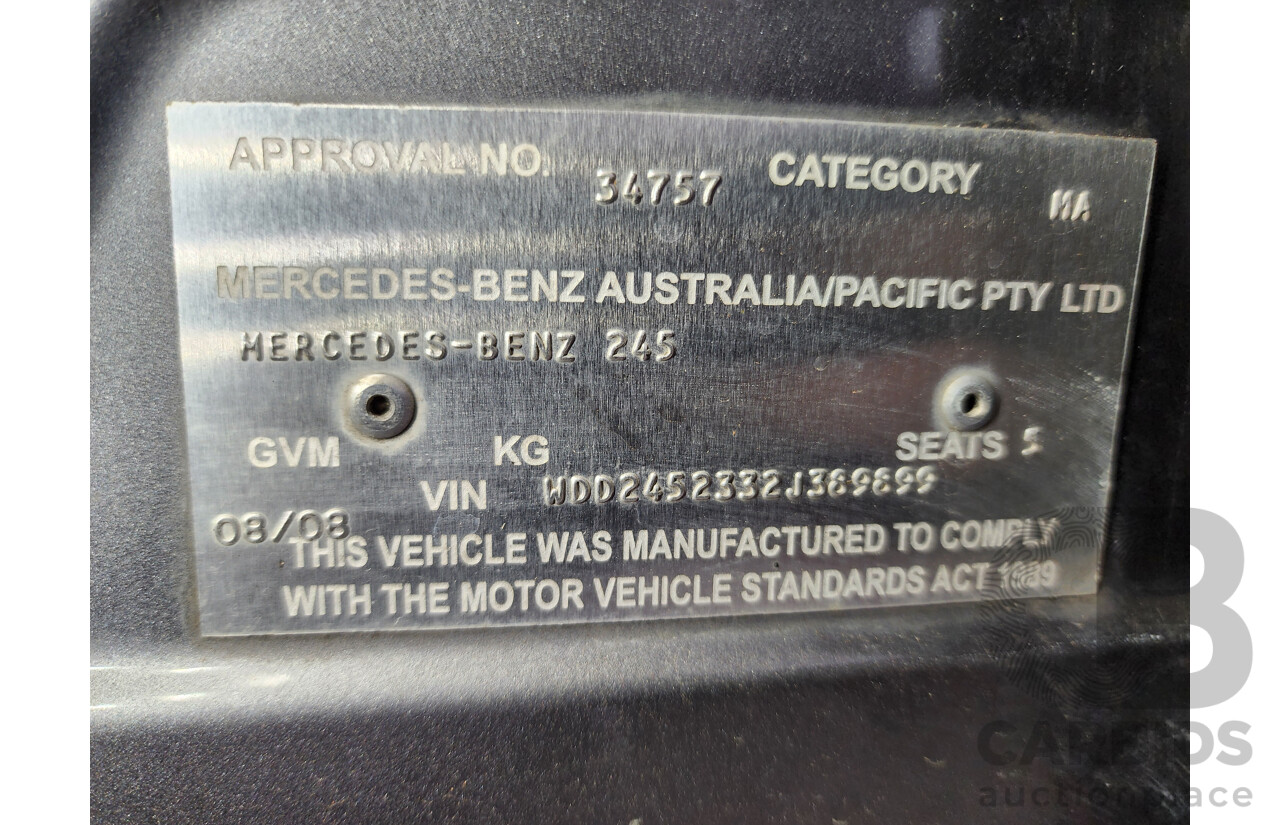 APPROVAL NO. 34757 CATEGORY MA
MERCEDES-BENZ AUSTRALIA/PACIFIC PTY LTD
MERCEDES-BENZ 245
GVM KG SEATS 5
VIN WDD2452332J389899
08/08
THIS VEHICLE WAS MANUFACTURED TO COMPLY
WITH THE MOTOR VEHICLE STANDARDS ACT 1989
auctionplace